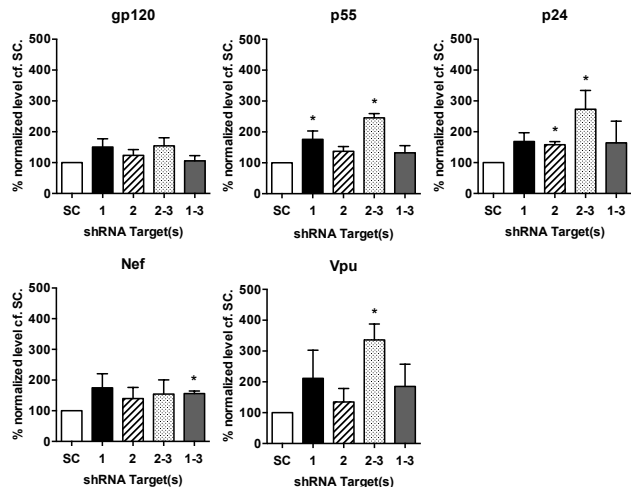 gp120
% normalized level cf. SC.
500
400
300
200
100
0
SC 1 2 2-3 1-3
shRNA Target(s)
p55
% normalized level cf. SC.
500
400
300
200
100
0
* *
SC 1 2 2-3 1-3
shRNA Target(s)
p24
% normalized level cf. SC.
500
400
300
200
100
0
* *
SC 1 2 2-3 1-3
shRNA Target(s)
Nef
% normalized level cf. SC.
500
400
300
200
100
0
*
SC 1 2 2-3 1-3
shRNA Target(s)
Vpu
% normalized level cf. SC.
500
400
300
200
100
0
*
SC 1 2 2-3 1-3
shRNA Target(s)